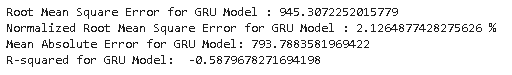 Root Mean Square Error for GRU Model : 945.3072252015779
Normalized Root Mean Square Error for GRU Model : 2.1264877428275626 %
Mean Absolute Error for GRU Model: 793.7883581969422
R-squared for GRU Model:  -0.5879678271694198